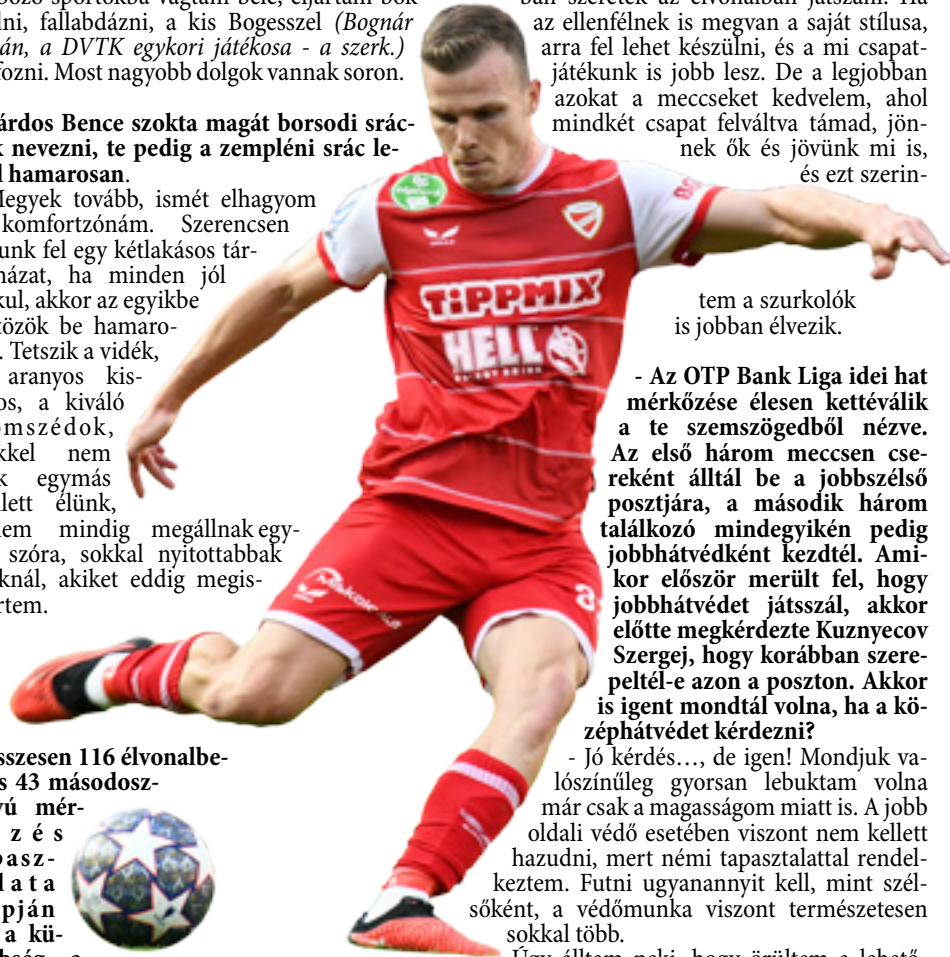 bozó sportokba vágtam bele, eljártam bok
lni, fallabdázni, a kis Bogesszel (Bognár
án, a DVTK egykori játékosa - a szerk.)
fozni. Most nagyobb dolgok vannak soron.
árdos Bence szokta magát borsodi srác-
k nevezni, te pedig a zempléni srác le-
l hamarosan.
Megyek tovább, ismét elhagyom
komfortzónám. Szerencsen
unk fel egy kétlakásos tár-
házat, ha minden jól
kul, akkor az egyikbe
tözök be hamaro-
. Tetszik a vidék,
aranyos kis-
os, a kiváló
omszédok,
kkel nem
k egymás
llett élünk,
nem mindig megállnak egy-
szóra, sokkal nyitottabbak
knál, akiket eddig megis-
rtem.
sszesen 116 élvonalbe-
s 43 másodosz-
yú mér-
zés
pasz-
lata
pján
a kü-
ban szeretek az élvonalban játszani. Ha
az ellenfélnek is megvan a saját stílusa,
arra fel lehet készülni, és a mi csapat-
játékunk is jobb lesz. De a legjobban
azokat a meccseket kedvelem, ahol
mindkét csapat felváltva támad, jön-
nek ők és jövünk mi is,
és ezt szerin-
tem a szurkolók
is jobban élvezik.
- Az OTP Bank Liga idei hat
mérkőzése élesen kettéválik
a te szemszögedből nézve.
Az első három meccsen cse-
reként álltál be a jobbszélső
posztjára, a második három
találkozó mindegyikén pedig
jobbhátvédként kezdtél. Ami-
kor először merült fel, hogy
jobbhátvédet játsszál, akkor
előtte megkérdezte Kuznyecov
Szergej, hogy korábban szere-
peltél-e azon a poszton. Akkor
is igent mondtál volna, ha a kö-
zéphátvédet kérdezni?
- Jó kérdés…, de igen! Mondjuk va-
lószínűleg gyorsan lebuktam volna
már csak a magasságom miatt is. A jobb
oldali védő esetében viszont nem kellett
hazudni, mert némi tapasztalattal rendel-
keztem. Futni ugyanannyit kell, mint szél-
sőként, a védőmunka viszont természetesen
sokkal több.
Úgy álltam neki, hogy örültem a lehető-
TiPPMIX
HELL